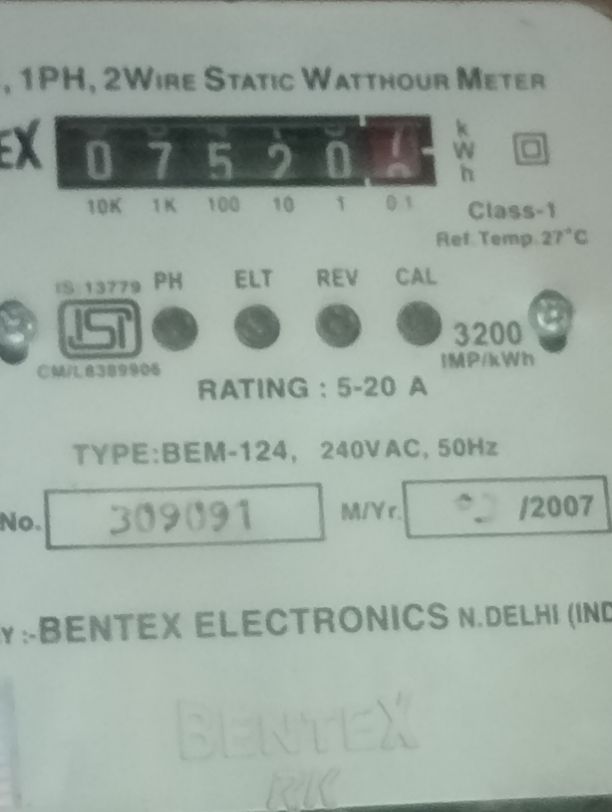 , 1PH, 2WIRE STATIC WATTHOUR METER
EX 0 7 5 2 0 kWh
10K 1K 100 10 1 0 1
Class-1
Ref. Temp. 27°C
IS:13779 PH ELT REV CAL
ISI
CM/L8389906
3200
IMP/kWh
RATING : 5-20 A
TYPE:BEM-124, 240VAC, 50Hz
No. 309091 M/Yr. /2007
Y :-BENTEX ELECTRONICS N.DELHI (IND
BENTEX
RK